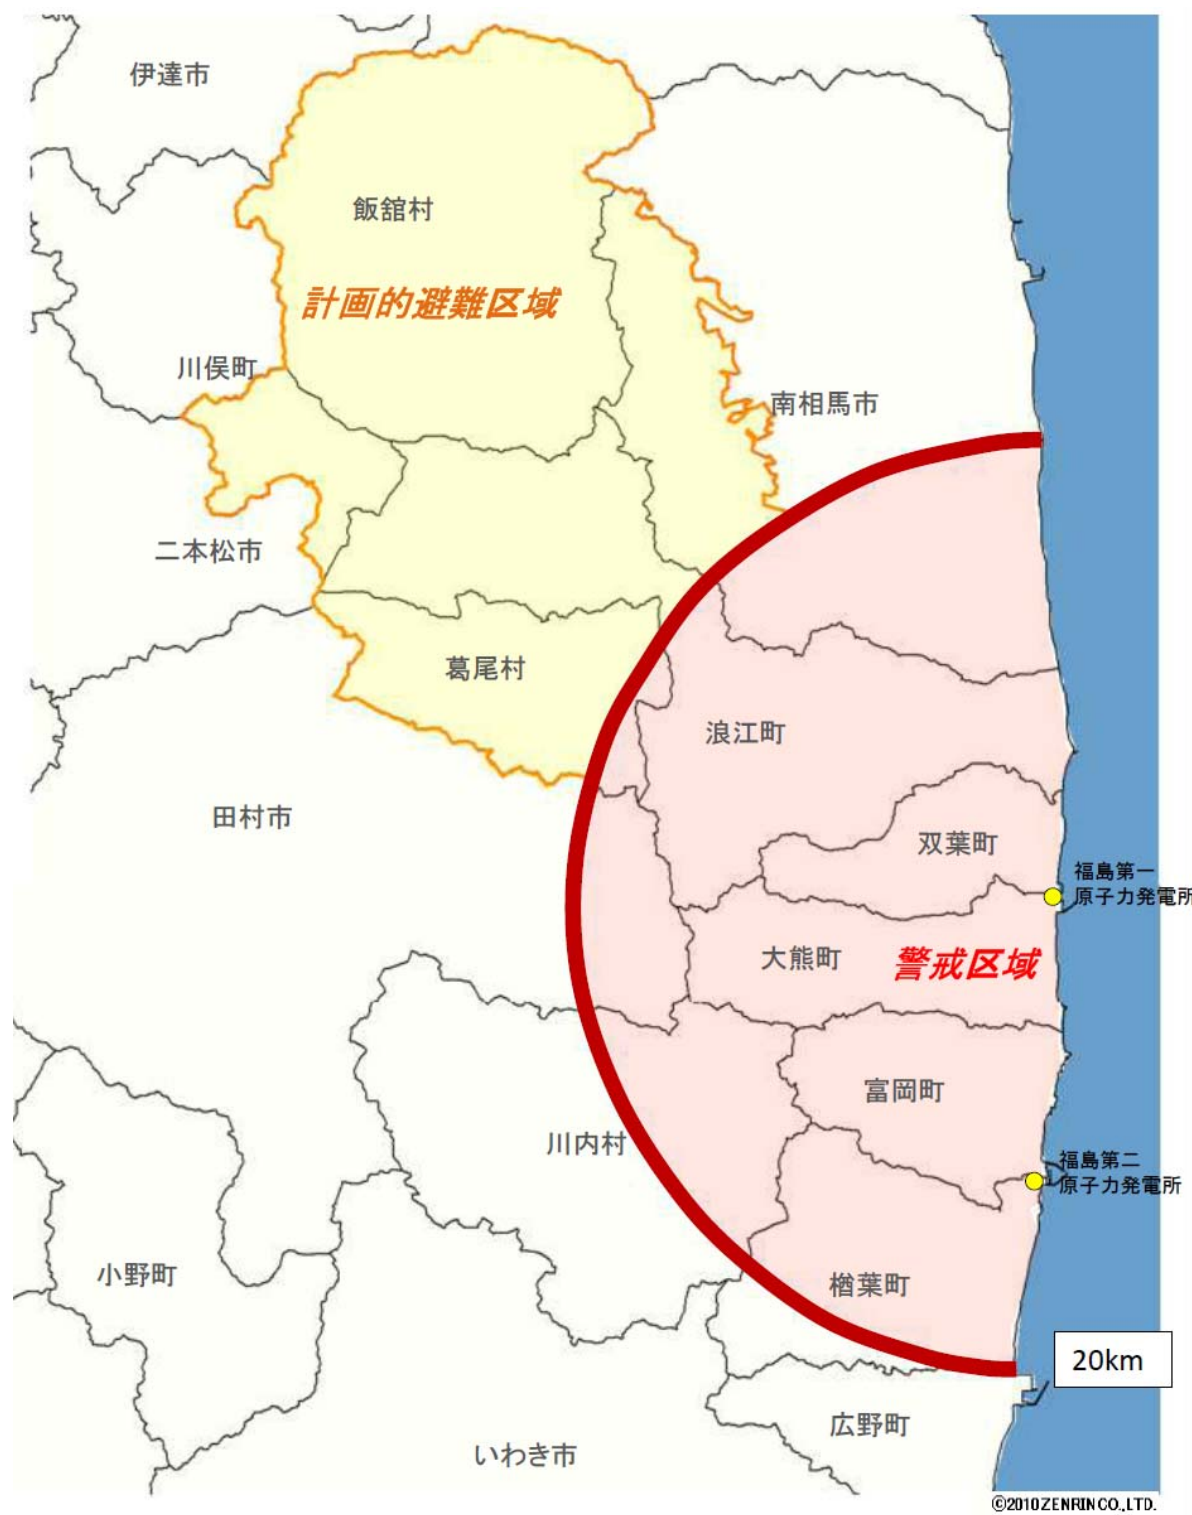 伊達市
飯舘村
計画的避難区域
川俣町
南相馬市
二本松市
葛尾村
浪江町
田村市
双葉町
福島第一
原子力発電所
大熊町
警戒区域
富岡町
川内村
福島第二
原子力発電所
小野町
楢葉町
20km
広野町
いわき市
©2010ZENRIN CO.,LTD.